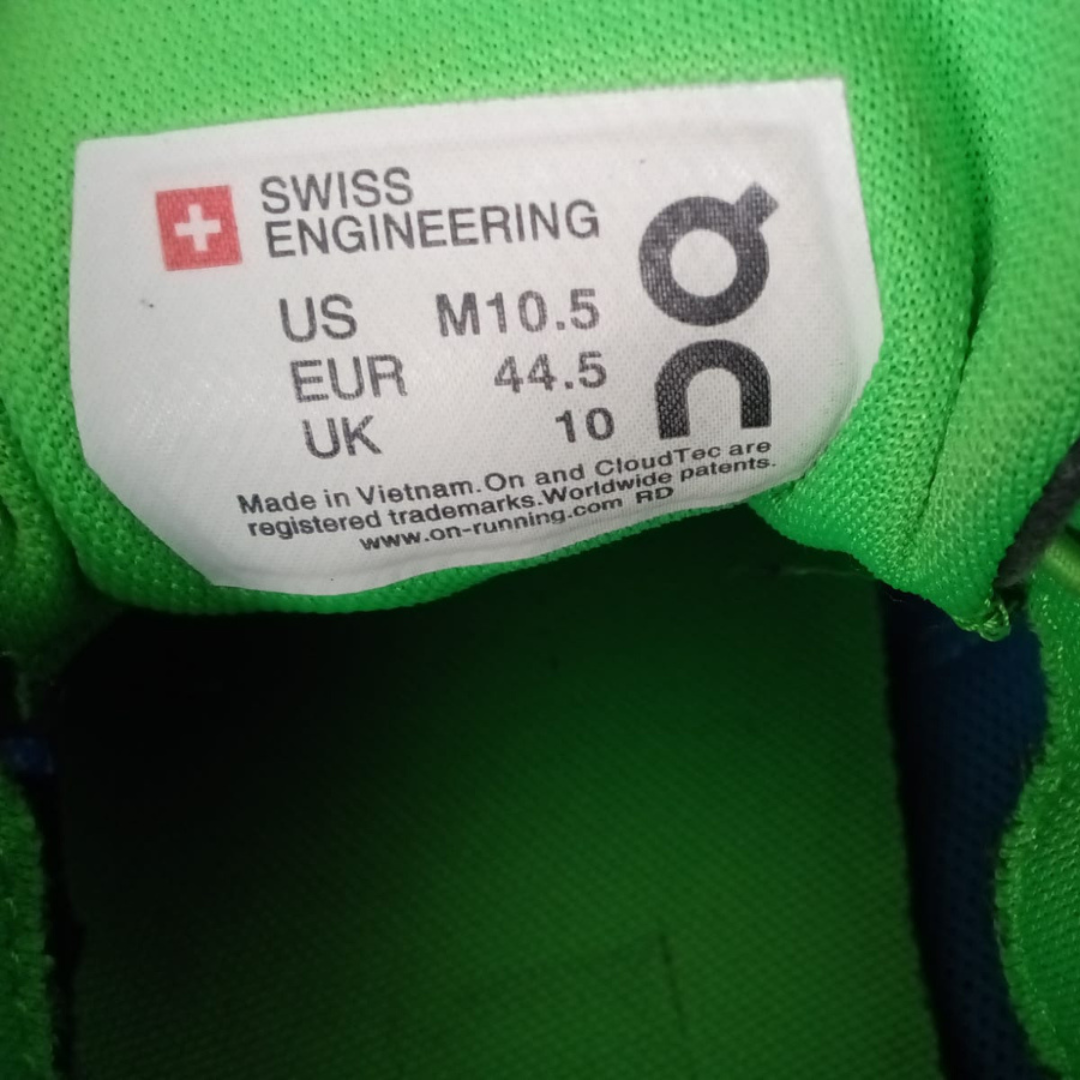 SWISS
ENGINEERING
US M10.5
EUR 44.5
UK 10
Made in Vietnam.On and CloudTec are
registered trademarks.Worldwide patents.
www.on-running.com RD
On